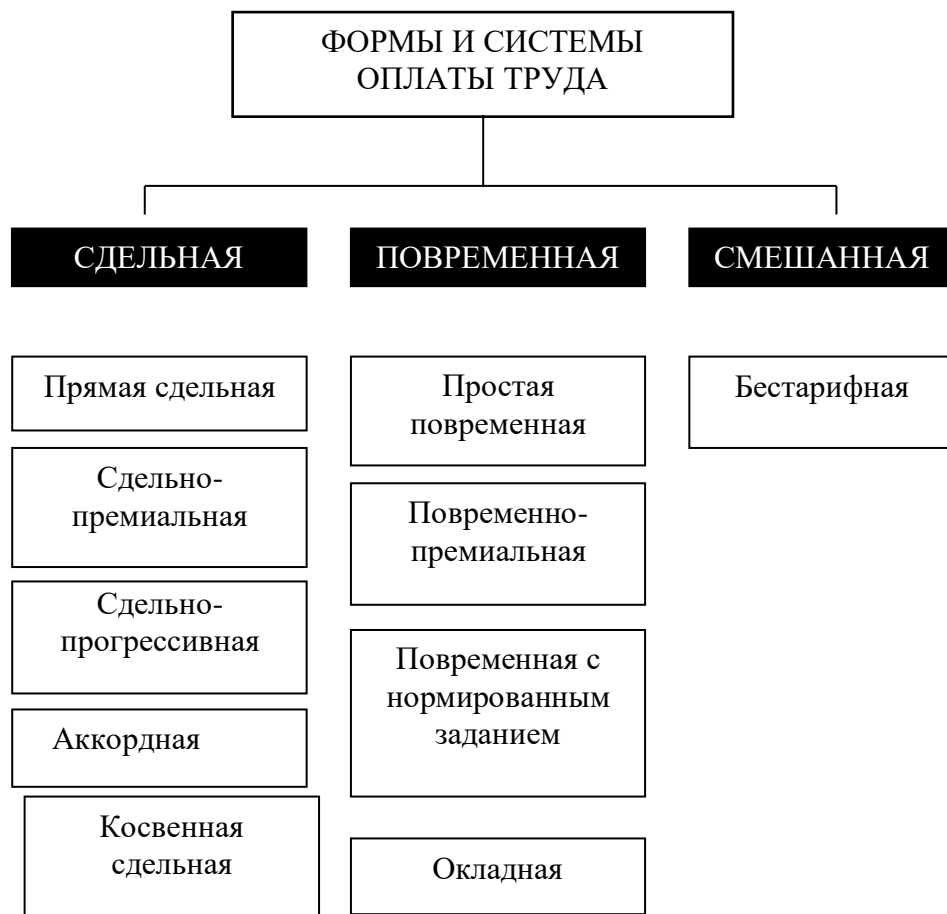 ФОРМЫ И СИСТЕМЫ
ОПЛАТЫ ТРУДА
СДЕЛЬНАЯ
ПОВРЕМЕННАЯ
СМЕШАННАЯ
Прямая сдельная
Сдельно-
премиальная
Сдельно-
прогрессивная
Аккордная
Косвенная
сдельная
Простая
повременная
Повременно-
премиальная
Повременная с
нормированным
заданием
Окладная
Бестарифная